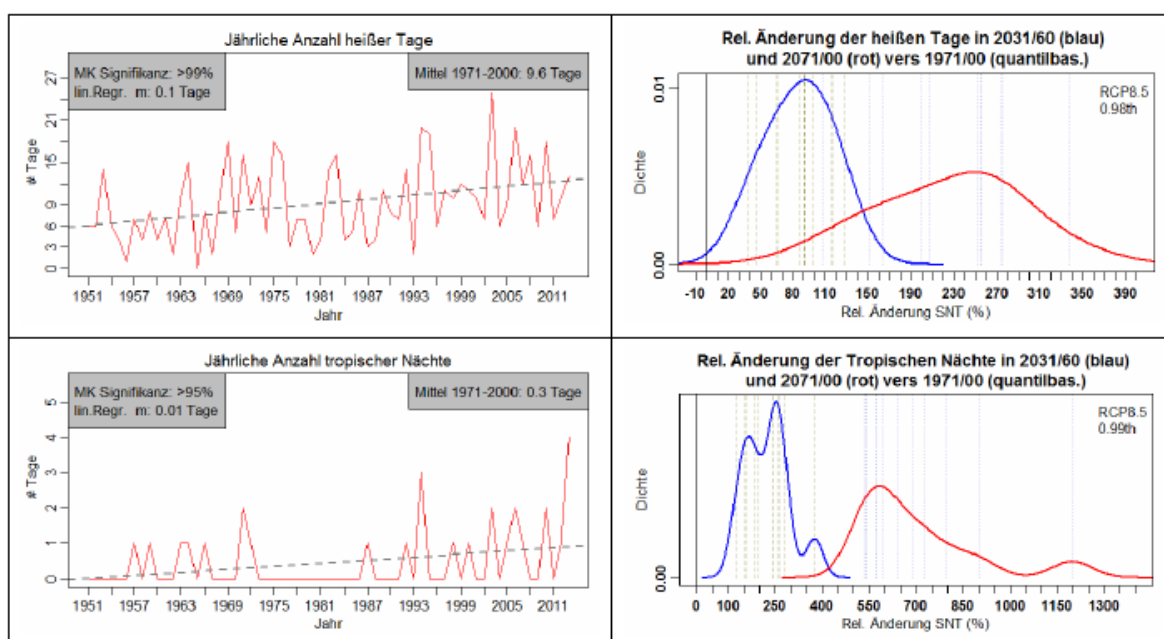 Jährliche Anzahl heißer Tage
MK Signifikanz: >99%
lin.Regr. m: 0.1 Tage
Mittel 1971-2000: 9.6 Tage
# Tage
27
21
15
9
6
3
0
1951 1957 1963 1969 1975 1981 1987 1993 1999 2005 2011
Jahr
Rel. Änderung der heißen Tage in 2031/60 (blau)
und 2071/00 (rot) vers 1971/00 (quantilbas.)
RCP8.5
0.98th
Dichte
0.01
0.00
-10 20 50 80 110 150 190 230 270 310 350 390
Rel. Änderung SNT (%)
Jährliche Anzahl tropischer Nächte
MK Signifikanz: >95%
lin.Regr. m: 0.01 Tage
Mittel 1971-2000: 0.3 Tage
# Tage
5
4
3
2
1
0
1951 1957 1963 1969 1975 1981 1987 1993 1999 2005 2011
Jahr
Rel. Änderung der Tropischen Nächte in 2031/60 (blau)
und 2071/00 (rot) vers 1971/00 (quantilbas.)
RCP8.5
0.99th
Dichte
0.00
0 100 250 400 550 700 850 1000 1150 1300
Rel. Änderung SNT (%)